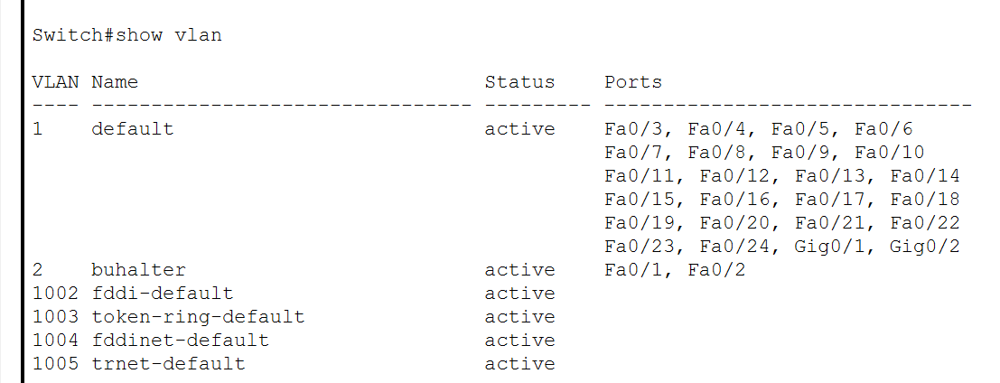 Switch#show vlan
VLAN Name                             Status    Ports
---- -------------------------------- --------- -------------------------------
1    default                          active    Fa0/3, Fa0/4, Fa0/5, Fa0/6
                                                Fa0/7, Fa0/8, Fa0/9, Fa0/10
                                                Fa0/11, Fa0/12, Fa0/13, Fa0/14
                                                Fa0/15, Fa0/16, Fa0/17, Fa0/18
                                                Fa0/19, Fa0/20, Fa0/21, Fa0/22
                                                Fa0/23, Fa0/24, Gig0/1, Gig0/2
2    buhalter                         active    Fa0/1, Fa0/2
1002 fddi-default                     active
1003 token-ring-default               active
1004 fddinet-default                  active
1005 trnet-default                    active